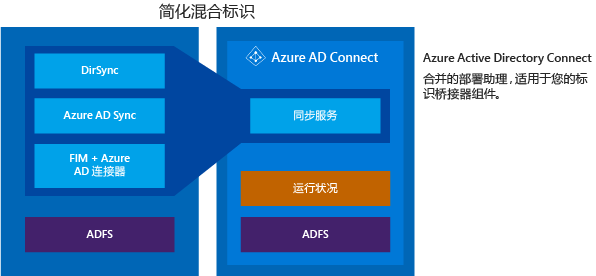 简化混合标识
DirSync
Azure AD Sync
FIM + Azure
AD 连接器
ADFS
Azure AD Connect
同步服务
运行状况
ADFS
Azure Active Directory Connect
合并的部署助理,适用于您的标
识桥接器组件。